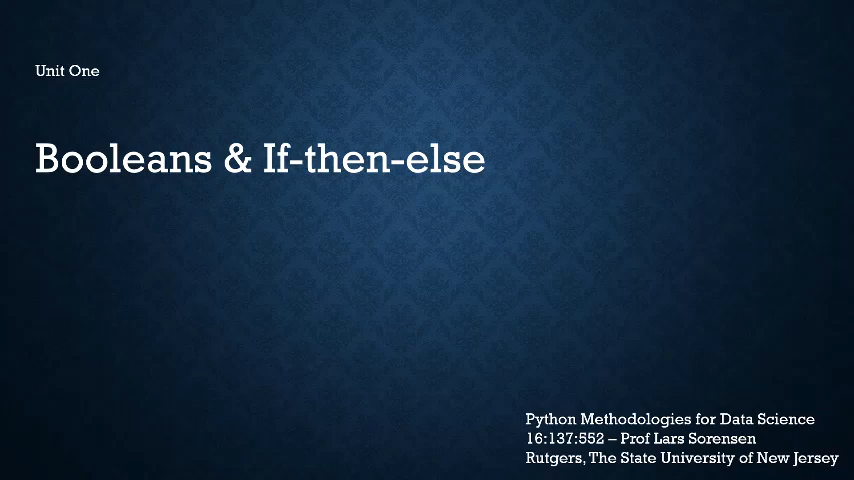 Unit One
Booleans & If-then-else
Python Methodologies for Data Science
16:137:552 – Prof Lars Sorensen
Rutgers, The State University of New Jersey